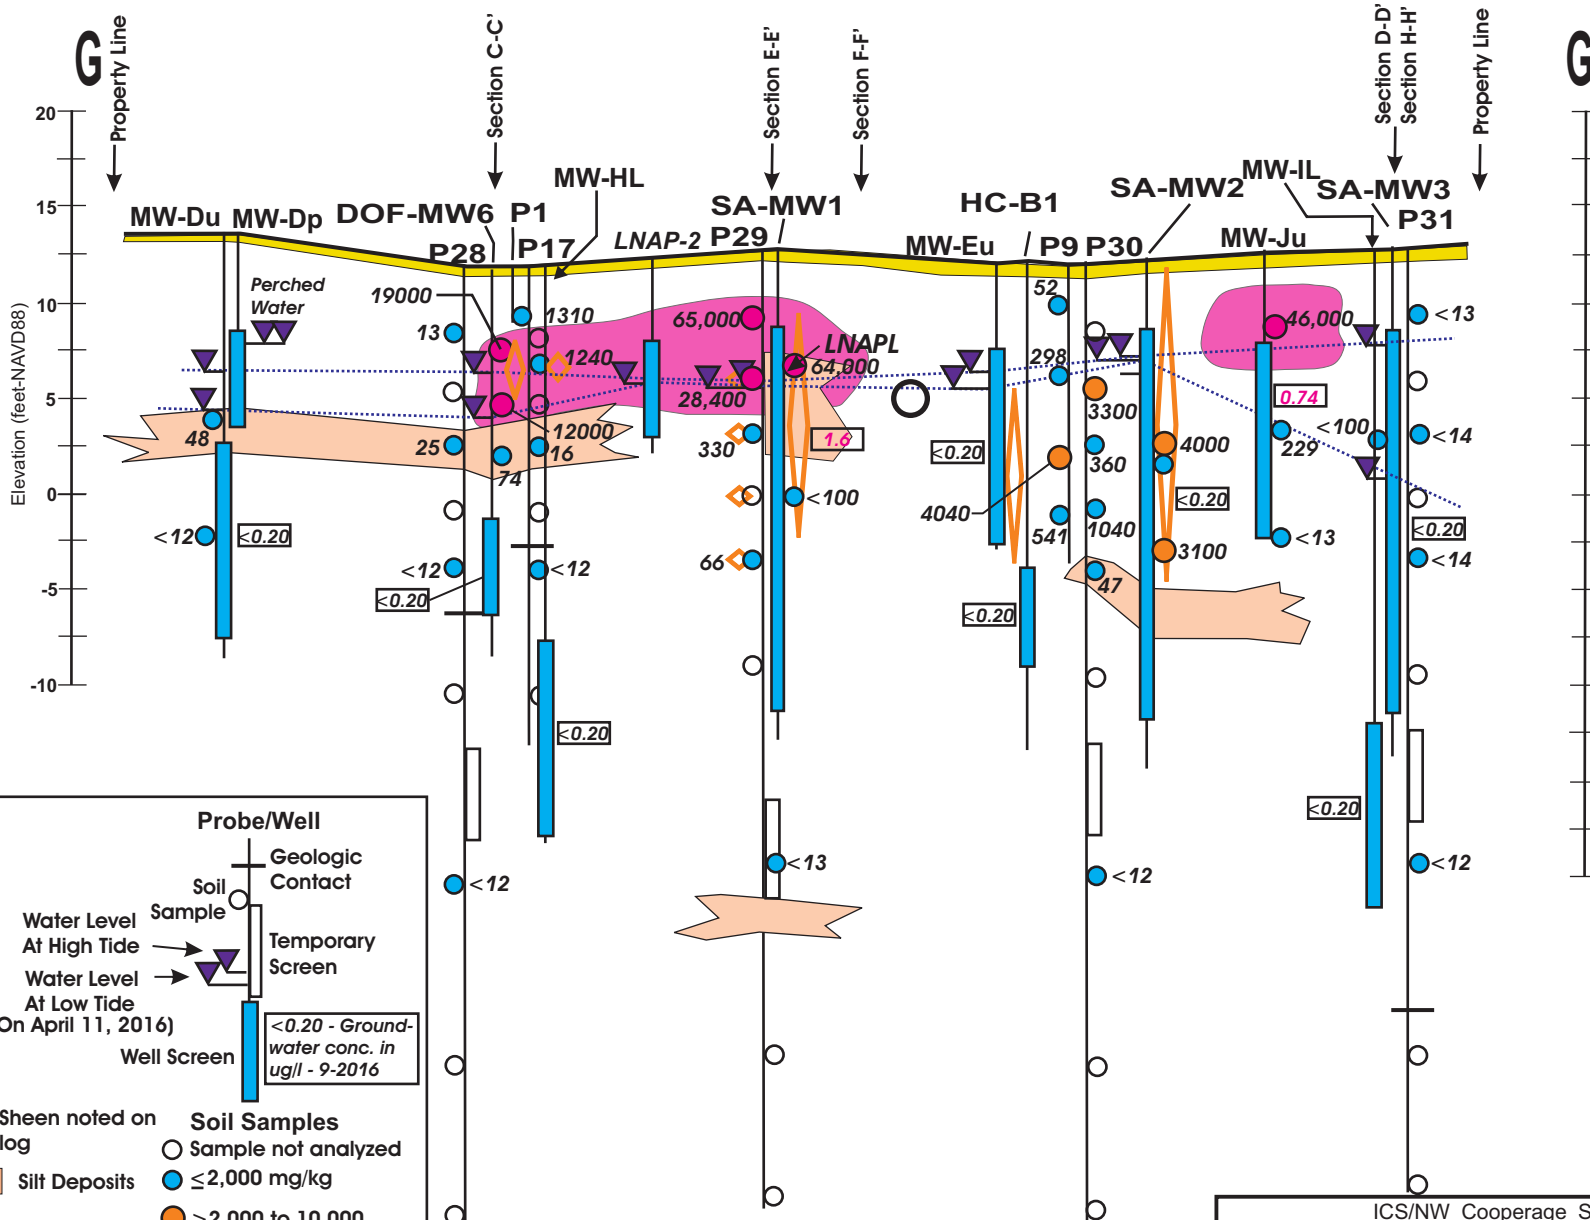 G
Property Line
Section C-C'
Section E-E'
Section F-F'
Section D-D'
Section H-H'
Property Line
G
20
15
10
5
0
-5
-10
Elevation (feet-NAVD88)
MW-Du
MW-Dp
DOF-MW6
P1
MW-HL
P28
P17
LNAP-2
SA-MW1
P29
HC-B1
MW-Eu
P9
P30
SA-MW2
MW-IL
SA-MW3
MW-Ju
P31
Perched
Water
19000
13
1310
1240
12000
25
74
16
48
<12
<0.20
<12
<0.20
<12
<0.20
<12
65,000
LNAPL
64,000
28,400
330
1.6
<100
66
<13
52
298
3300
<0.20
360
4040
541
1040
47
<0.20
4000
<0.20
3100
<12
46,000
0.74
<100
229
<13
<0.20
<13
<14
<0.20
<14
<12
Probe/Well
Geologic
Contact
Soil
Sample
Water Level
At High Tide
Temporary
Screen
Water Level
At Low Tide
On April 11, 2016)
Well Screen
<0.20 - Ground-
water conc. in
ug/l - 9-2016
Sheen noted on
log
Silt Deposits
Soil Samples
Sample not analyzed
≤2,000 mg/kg
>2,000 to 10,000
ICS/NW Cooperage S